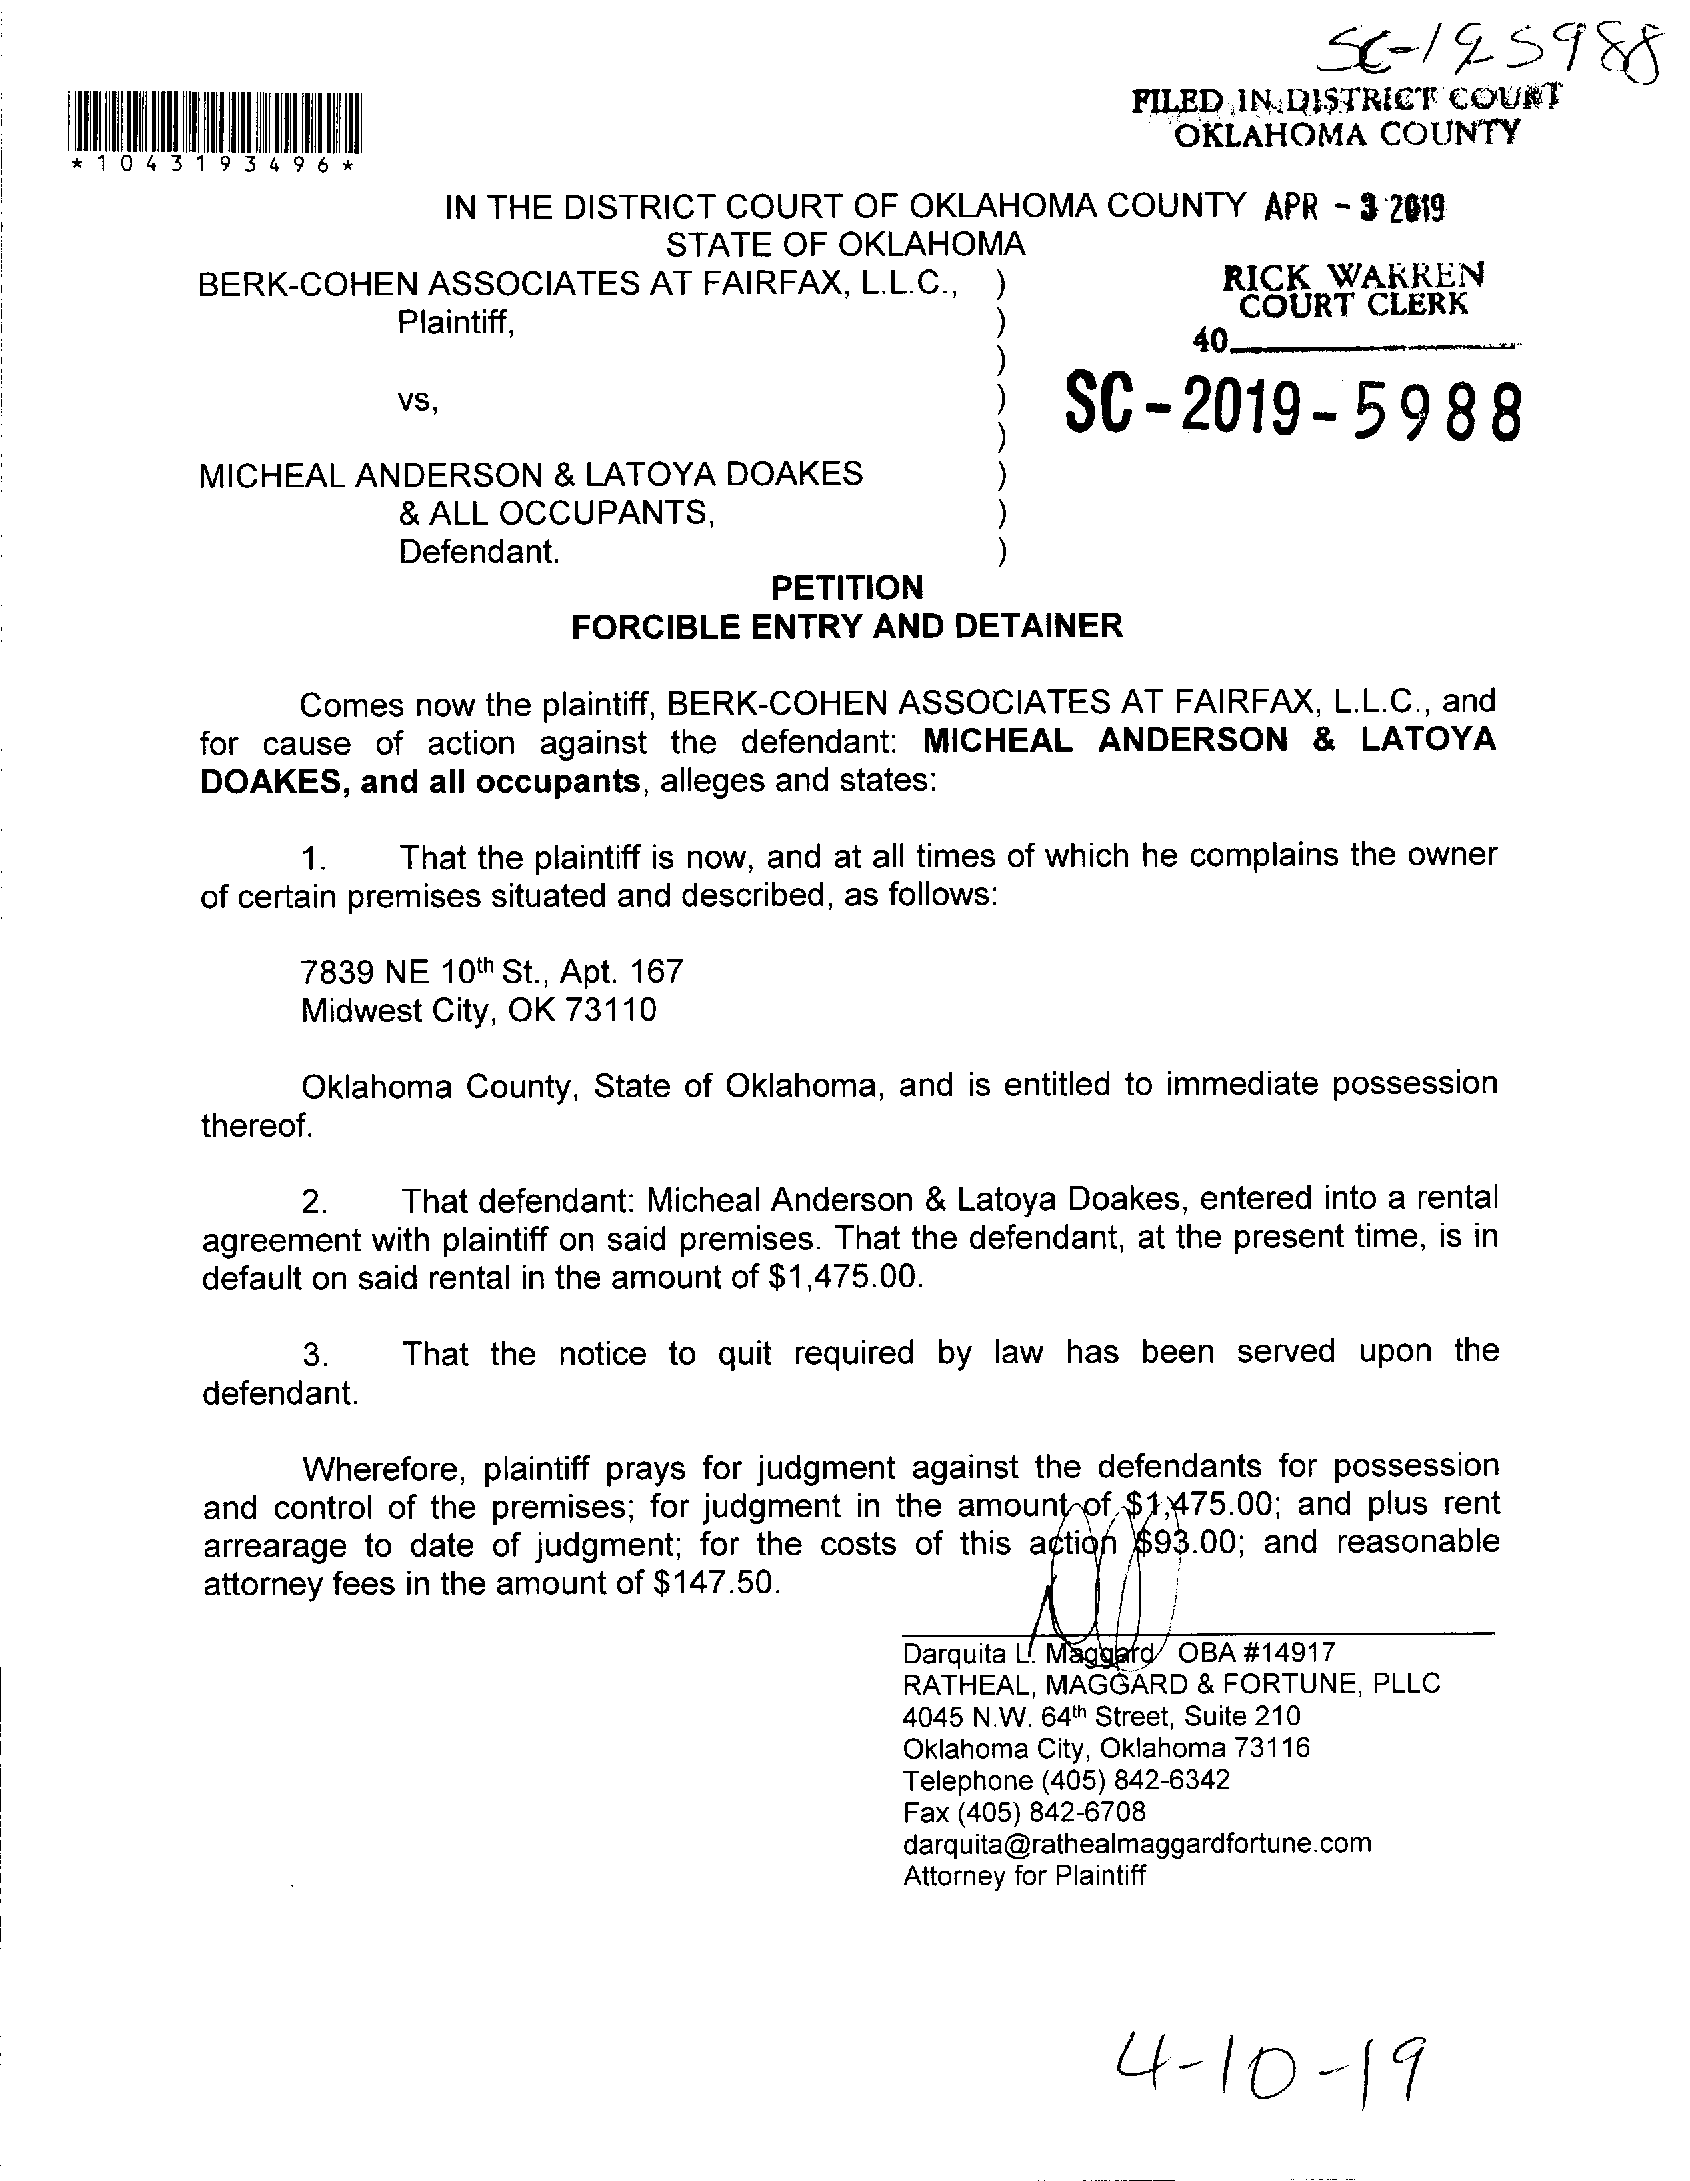 SC-19-5988
*1043193496*
FILED IN DISTRICT COURT
OKLAHOMA COUNTY
IN THE DISTRICT COURT OF OKLAHOMA COUNTY APR - 3 2019
STATE OF OKLAHOMA
BERK-COHEN ASSOCIATES AT FAIRFAX, L.L.C., )
Plaintiff, )
RICK WARREN
COURT CLERK
40
)
vs, )
SC-2019-5988
)
MICHEAL ANDERSON & LATOYA DOAKES )
& ALL OCCUPANTS, )
Defendant. )
PETITION
FORCIBLE ENTRY AND DETAINER
Comes now the plaintiff, BERK-COHEN ASSOCIATES AT FAIRFAX, L.L.C., and
for cause of action against the defendant: MICHEAL ANDERSON & LATOYA
DOAKES, and all occupants, alleges and states:
1. That the plaintiff is now, and at all times of which he complains the owner
of certain premises situated and described, as follows:
7839 NE 10th St., Apt. 167
Midwest City, OK 73110
Oklahoma County, State of Oklahoma, and is entitled to immediate possession
thereof.
2. That defendant: Micheal Anderson & Latoya Doakes, entered into a rental
agreement with plaintiff on said premises. That the defendant, at the present time, is in
default on said rental in the amount of $1,475.00.
3. That the notice to quit required by law has been served upon the
defendant.
Wherefore, plaintiff prays for judgment against the defendants for possession
and control of the premises; for judgment in the amount of $1,475.00; and plus rent
arrearage to date of judgment; for the costs of this action $93.00; and reasonable
attorney fees in the amount of $147.50.
Darquita L. Maggard OBA #14917
RATHEAL, MAGGARD & FORTUNE, PLLC
4045 N.W. 64th Street, Suite 210
Oklahoma City, Oklahoma 73116
Telephone (405) 842-6342
Fax (405) 842-6708
darquita@rathealmaggardfortune.com
Attorney for Plaintiff
4-10-19